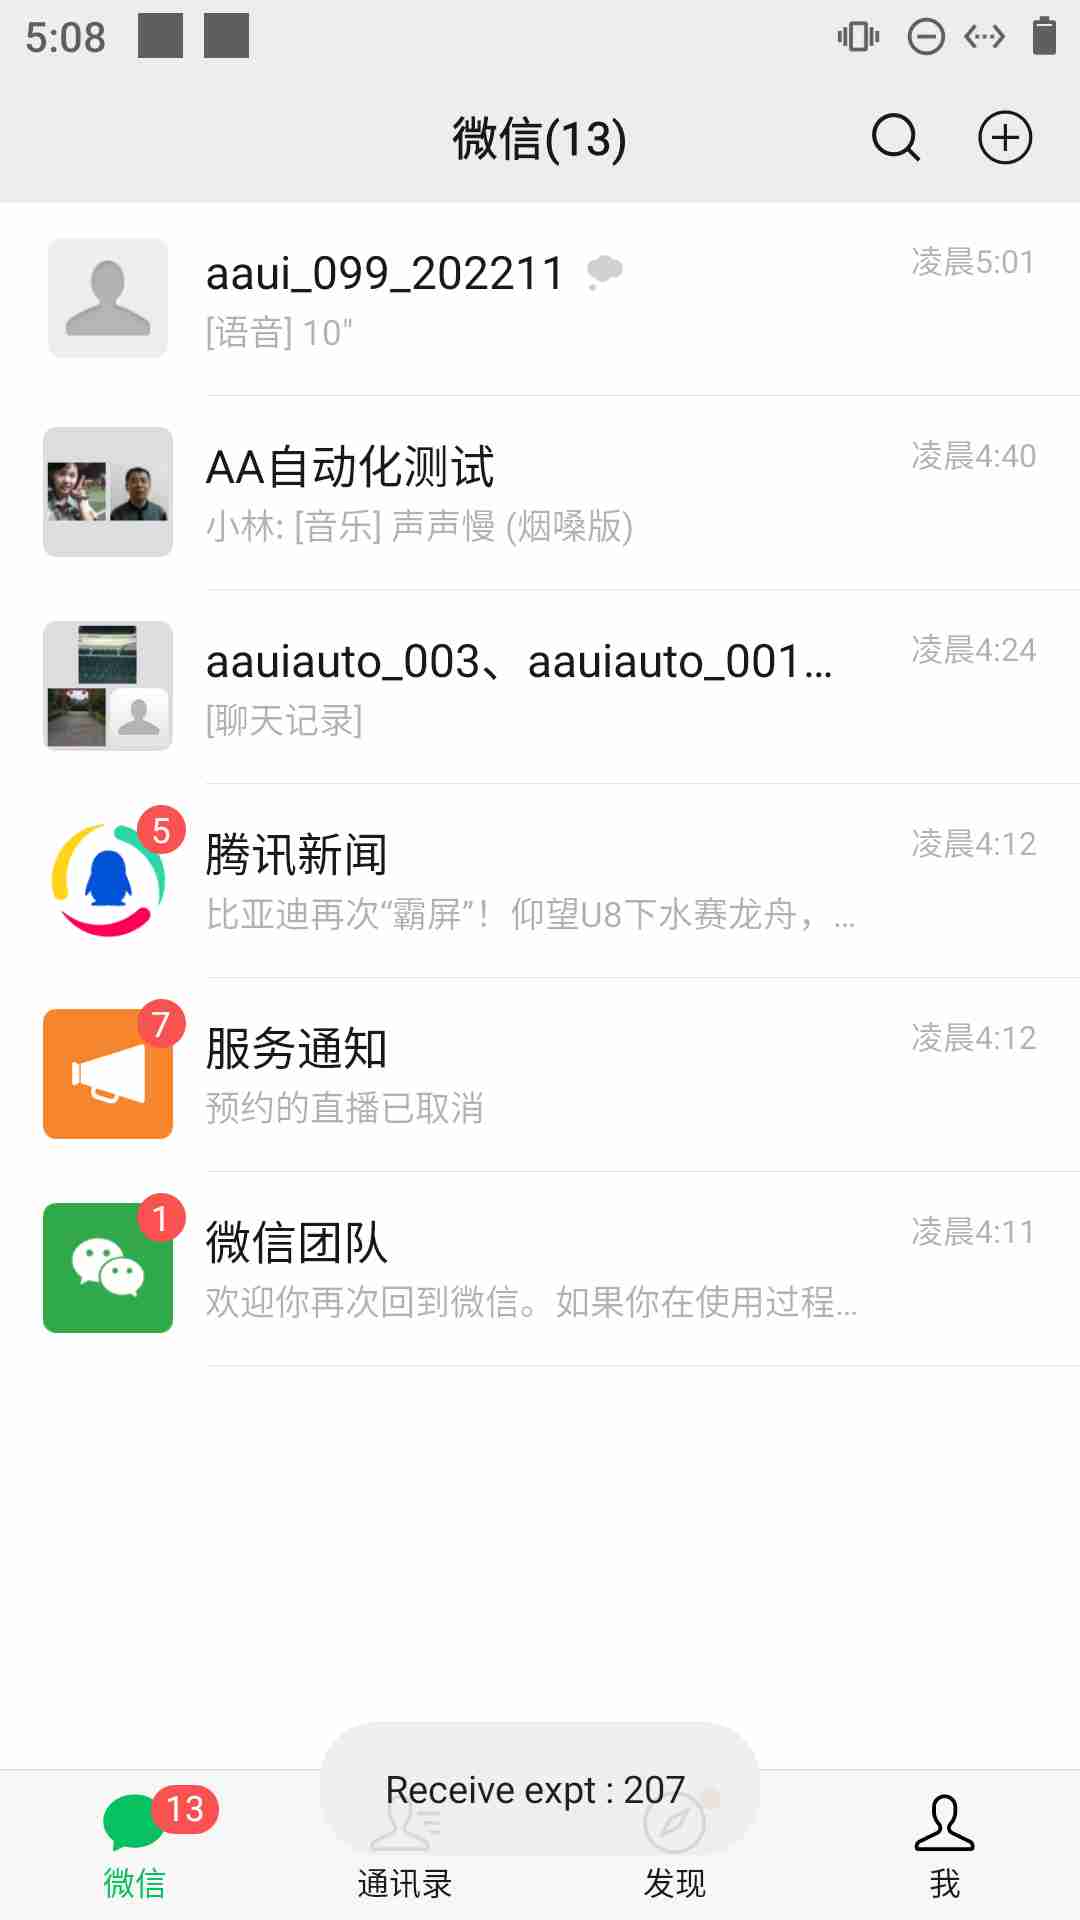 5:08
微信(13)
aaui_099_202211
凌晨5:01
[语音] 10"
AA自动化测试
凌晨4:40
小林: [音乐] 声声慢 (烟嗓版)
aauiauto_003、aauiauto_001...
凌晨4:24
[聊天记录]
5
腾讯新闻
凌晨4:12
比亚迪再次“霸屏”！仰望U8下水赛龙舟，...
7
服务通知
凌晨4:12
预约的直播已取消
1
微信团队
凌晨4:11
欢迎你再次回到微信。如果你在使用过程...
Receive expt : 207
13
微信
通讯录
发现
我